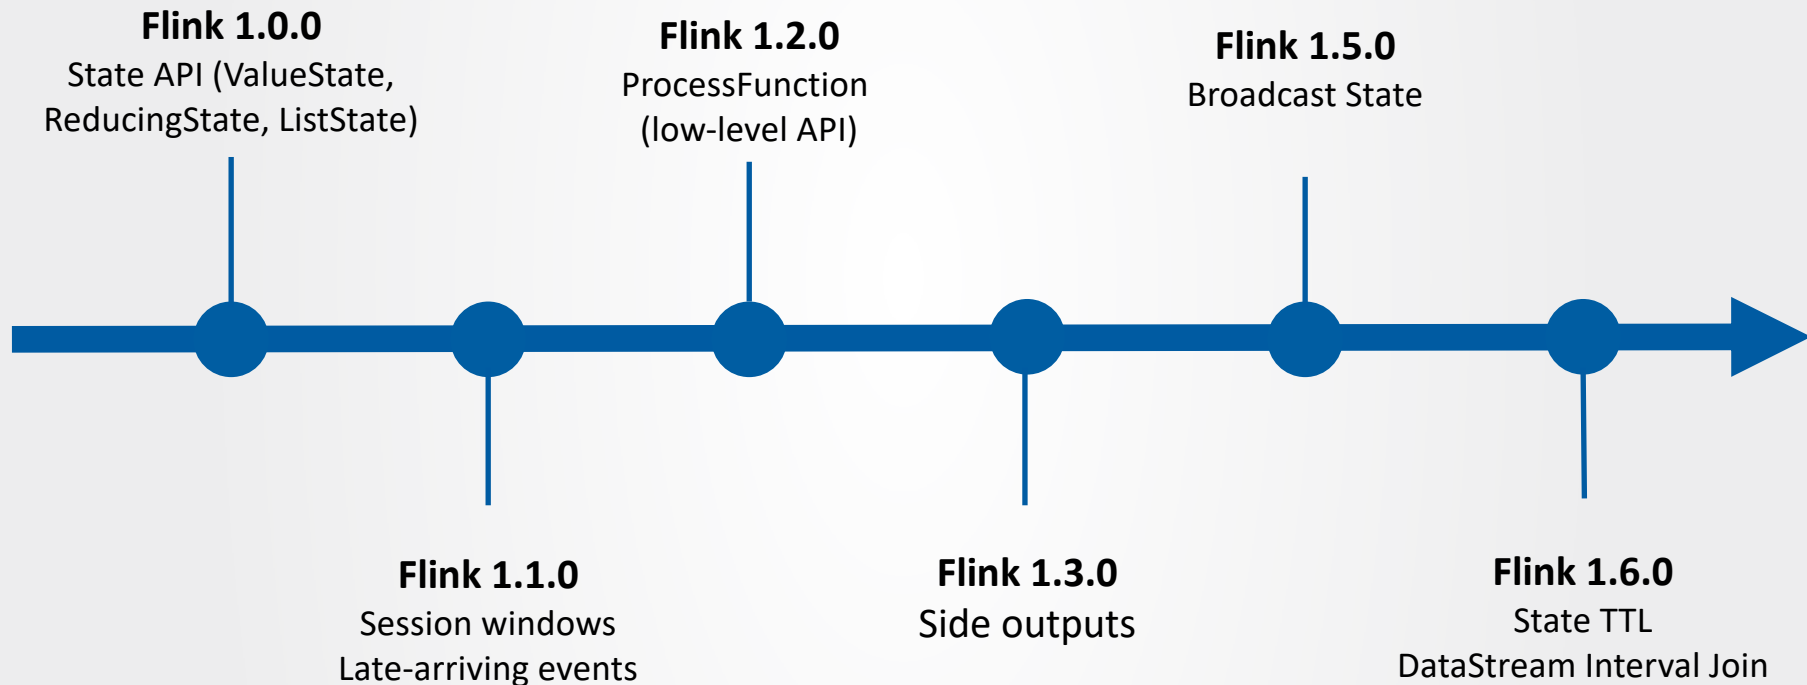 Flink 1.0.0
State API (ValueState,
ReducingState, ListState)
Flink 1.1.0
Session windows
Late-arriving events
Flink 1.2.0
ProcessFunction
(low-level API)
Flink 1.3.0
Side outputs
Flink 1.5.0
Broadcast State
Flink 1.6.0
State TTL
DataStream Interval Join